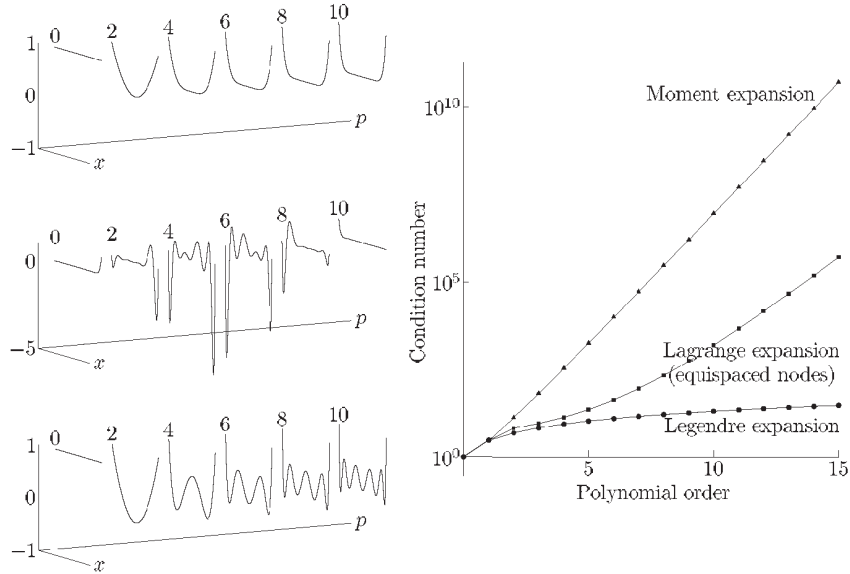 1
0
−1
0
2
4
6
8
10
p
x
0
−5
0
2
4
6
8
10
p
x
1
0
−1
0
2
4
6
8
10
p
x
Condition number
10^10
10^5
10^0
5
10
15
Polynomial order
Moment expansion
Lagrange expansion
(equispaced nodes)
Legendre expansion